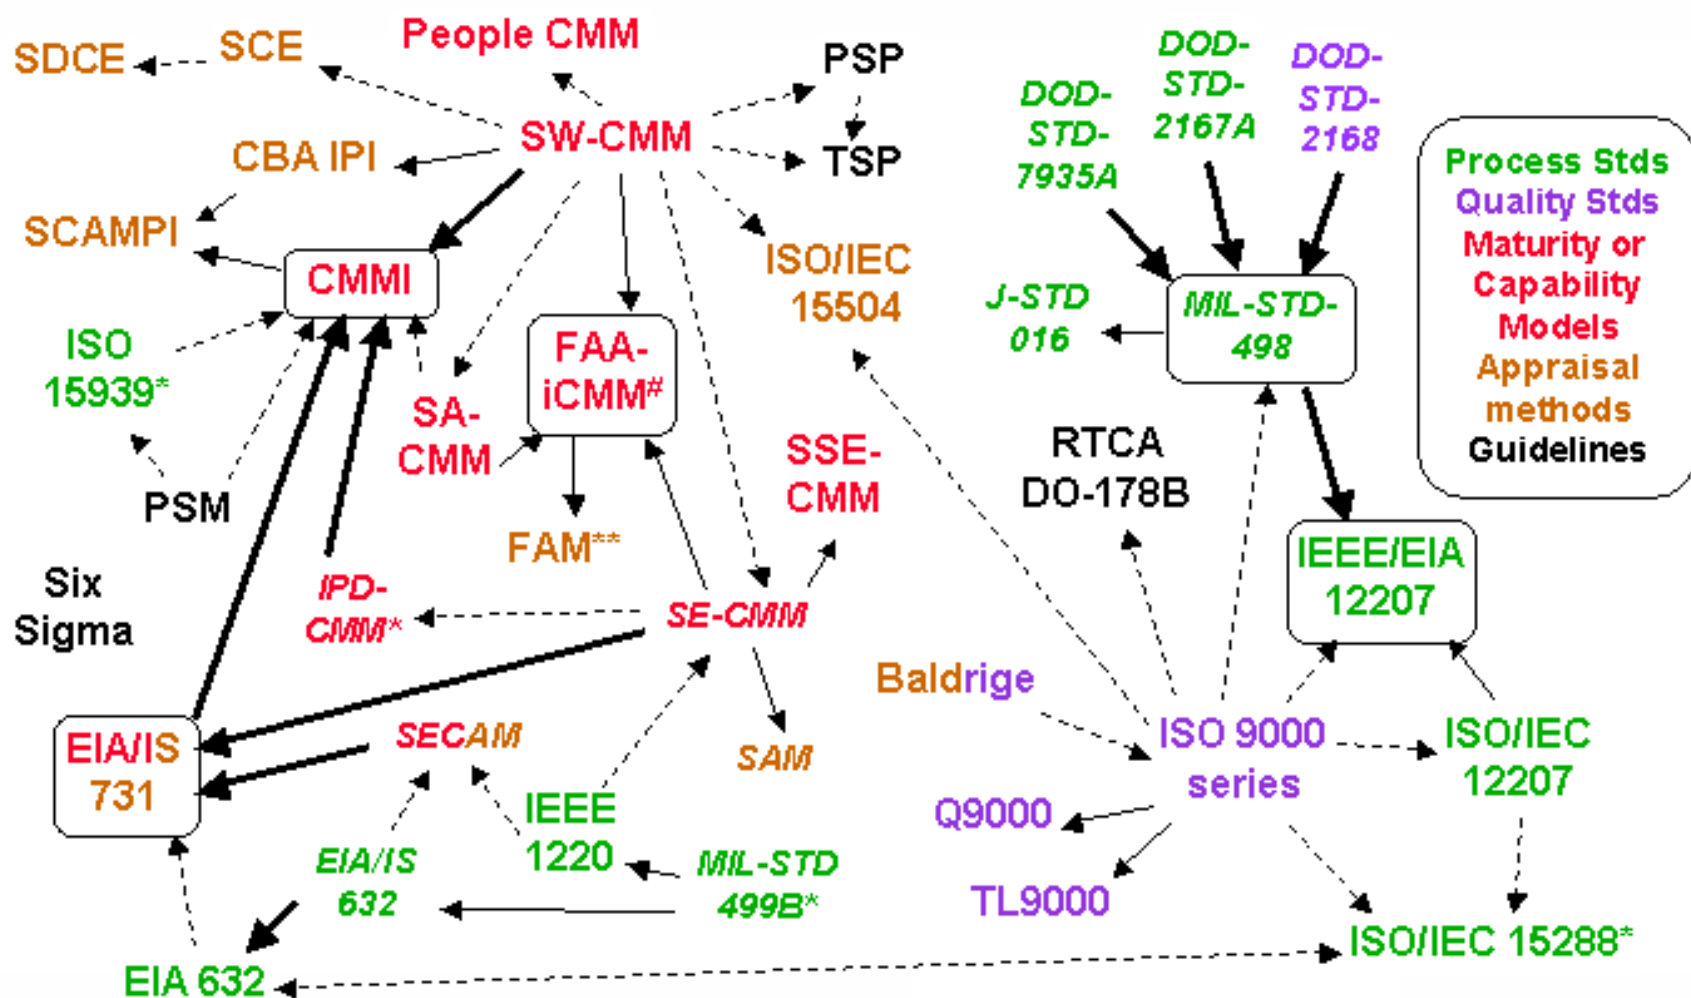 People CMM
SDCE
SCE
PSP
SW-CMM
TSP
CBA IPI
SCAMPI
CMMI
ISO/IEC
15504
ISO
15939*
FAA-
iCMM#
SA-
CMM
SSE-
CMM
PSM
FAM**
Six
Sigma
IPD-
CMM*
SE-CMM
EIA/IS
731
SECAM
SAM
IEEE
1220
EIA/IS
632
MIL-STD
499B*
EIA 632
DOD-
STD-
7935A
DOD-
STD-
2167A
DOD-
STD-
2168
J-STD
016
MIL-STD-
498
RTCA
DO-178B
IEEE/EIA
12207
Baldrige
ISO 9000
series
ISO/IEC
12207
Q9000
TL9000
ISO/IEC 15288*
Process Stds
Quality Stds
Maturity or
Capability
Models
Appraisal
methods
Guidelines